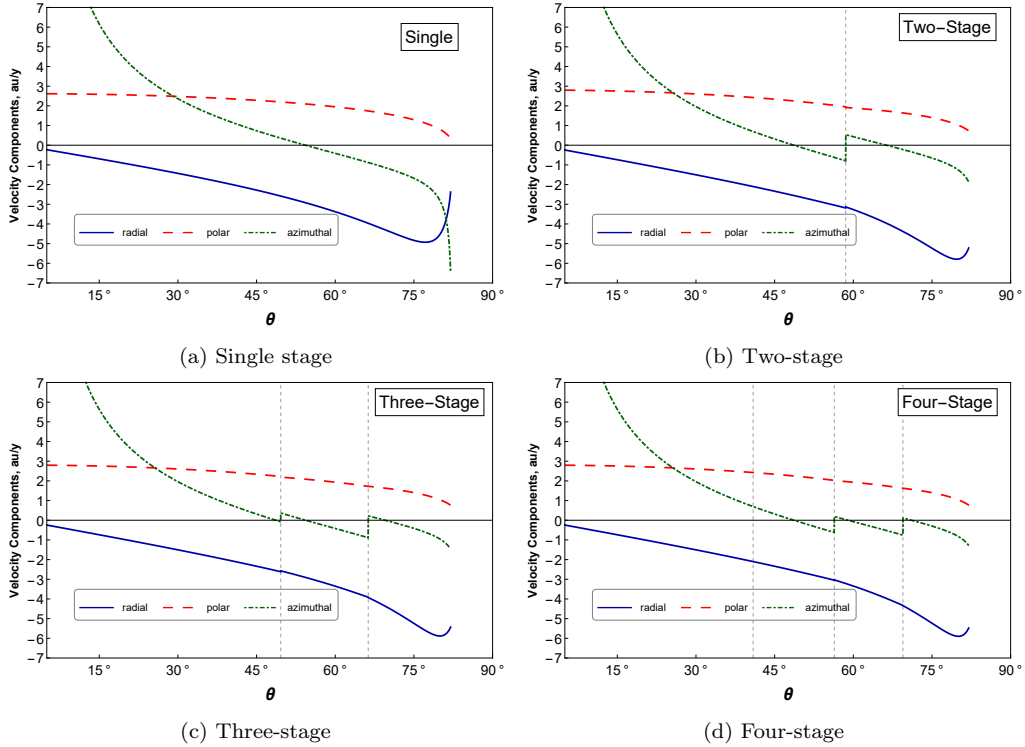 Single
Velocity Components, au/y
7
6
5
4
3
2
1
0
−1
−2
−3
−4
−5
−6
−7
radial polar azimuthal
15° 30° 45° 60° 75° 90°
θ
(a) Single stage
Two−Stage
Velocity Components, au/y
7
6
5
4
3
2
1
0
−1
−2
−3
−4
−5
−6
−7
radial polar azimuthal
15° 30° 45° 60° 75° 90°
θ
(b) Two-stage
Three−Stage
Velocity Components, au/y
7
6
5
4
3
2
1
0
−1
−2
−3
−4
−5
−6
−7
radial polar azimuthal
15° 30° 45° 60° 75° 90°
θ
(c) Three-stage
Four−Stage
Velocity Components, au/y
7
6
5
4
3
2
1
0
−1
−2
−3
−4
−5
−6
−7
radial polar azimuthal
15° 30° 45° 60° 75° 90°
θ
(d) Four-stage